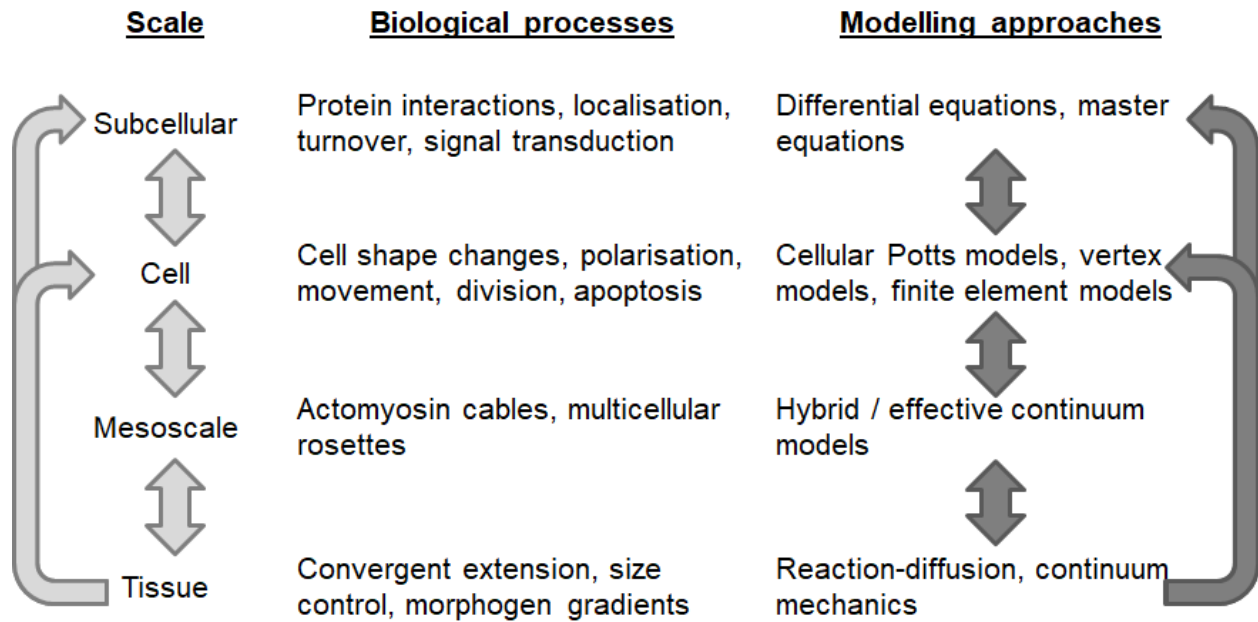 Scale Biological processes Modelling approaches
Subcellular
Protein interactions, localisation,
turnover, signal transduction
Differential equations, master
equations
Cell
Cell shape changes, polarisation,
movement, division, apoptosis
Cellular Potts models, vertex
models, finite element models
Mesoscale
Actomyosin cables, multicellular
rosettes
Hybrid / effective continuum
models
Tissue
Convergent extension, size
control, morphogen gradients
Reaction-diffusion, continuum
mechanics